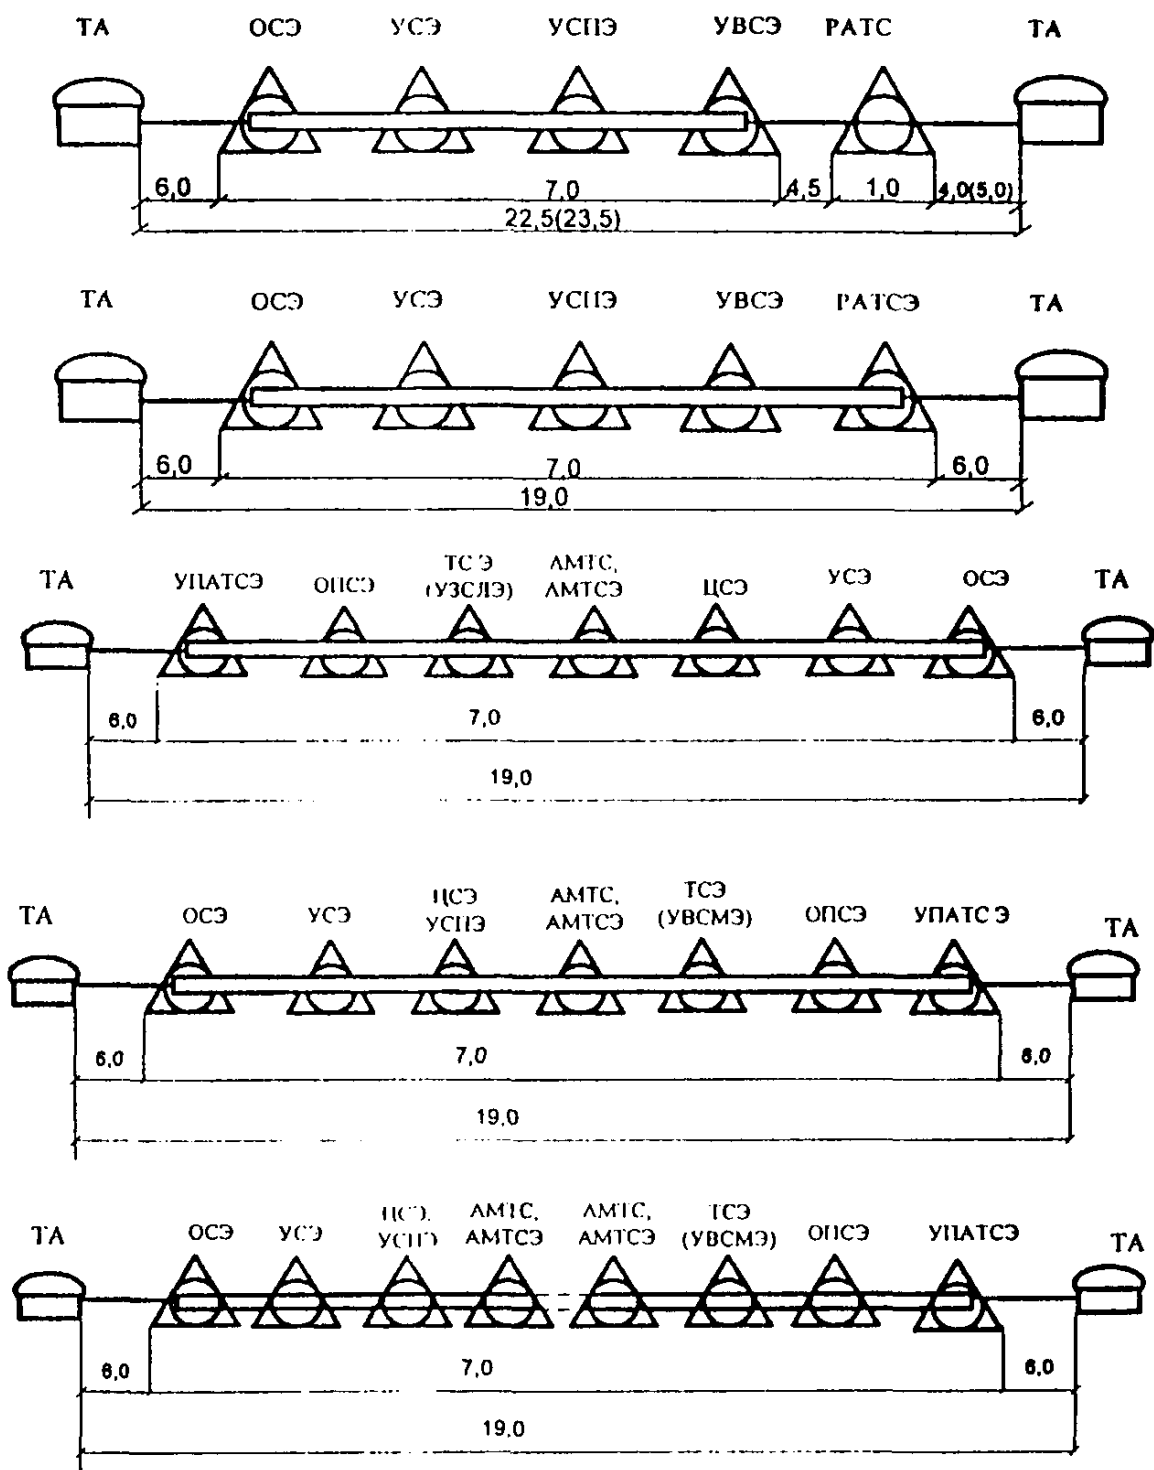 ТА ОСЭ УСЭ УСПЭ УВСЭ РАТС ТА
6,0 7,0 4,5 1,0 4,0(5,0)
22,5(23,5)
ТА ОСЭ УСЭ УСПЭ УВСЭ РАТСЭ ТА
6,0 7,0 6,0
19,0
ТСЭ АМТС,
ТА УПАТСЭ ОПСЭ (УЗСЛЭ) АМТСЭ ЦСЭ УСЭ ОСЭ ТА
6,0 7,0 6,0
19,0
ЦСЭ АМТС, ТСЭ
ТА ОСЭ УСЭ УСПЭ АМТСЭ (УВСМЭ) ОПСЭ УПАТСЭ ТА
6,0 7,0 6,0
19,0
ЦСЭ, АМТС, АМТС, ТСЭ
ТА ОСЭ УСЭ УСПЭ АМТСЭ АМТСЭ (УВСМЭ) ОПСЭ УПАТСЭ ТА
6,0 7,0 6,0
19,0